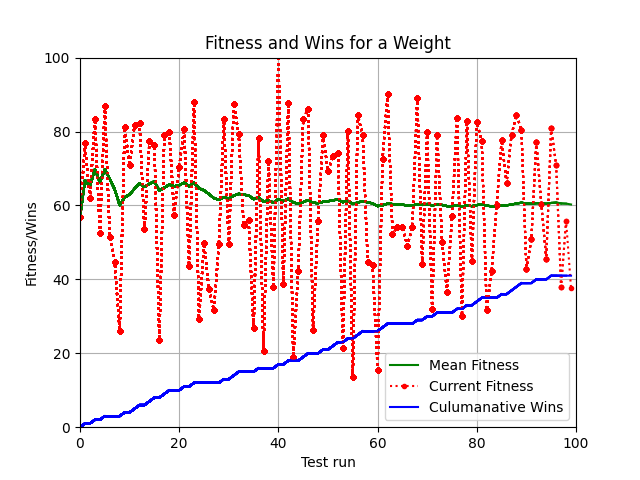 Fitness and Wins for a Weight
Fitness/Wins
100
80
60
40
20
0
0 20 40 60 80 100
Test run
Mean Fitness
Current Fitness
Culumanative Wins